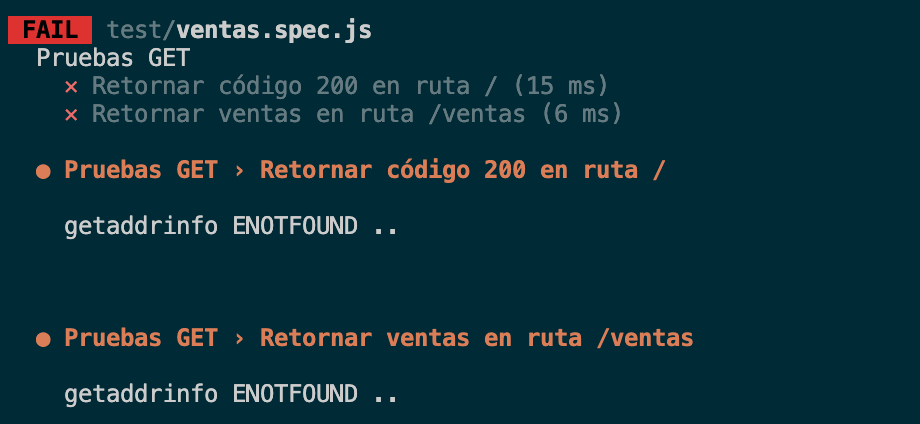 FAIL test/ventas.spec.js
Pruebas GET
× Retornar código 200 en ruta / (15 ms)
× Retornar ventas en ruta /ventas (6 ms)
● Pruebas GET › Retornar código 200 en ruta /
getaddrinfo ENOTFOUND ..
● Pruebas GET › Retornar ventas en ruta /ventas
getaddrinfo ENOTFOUND ..